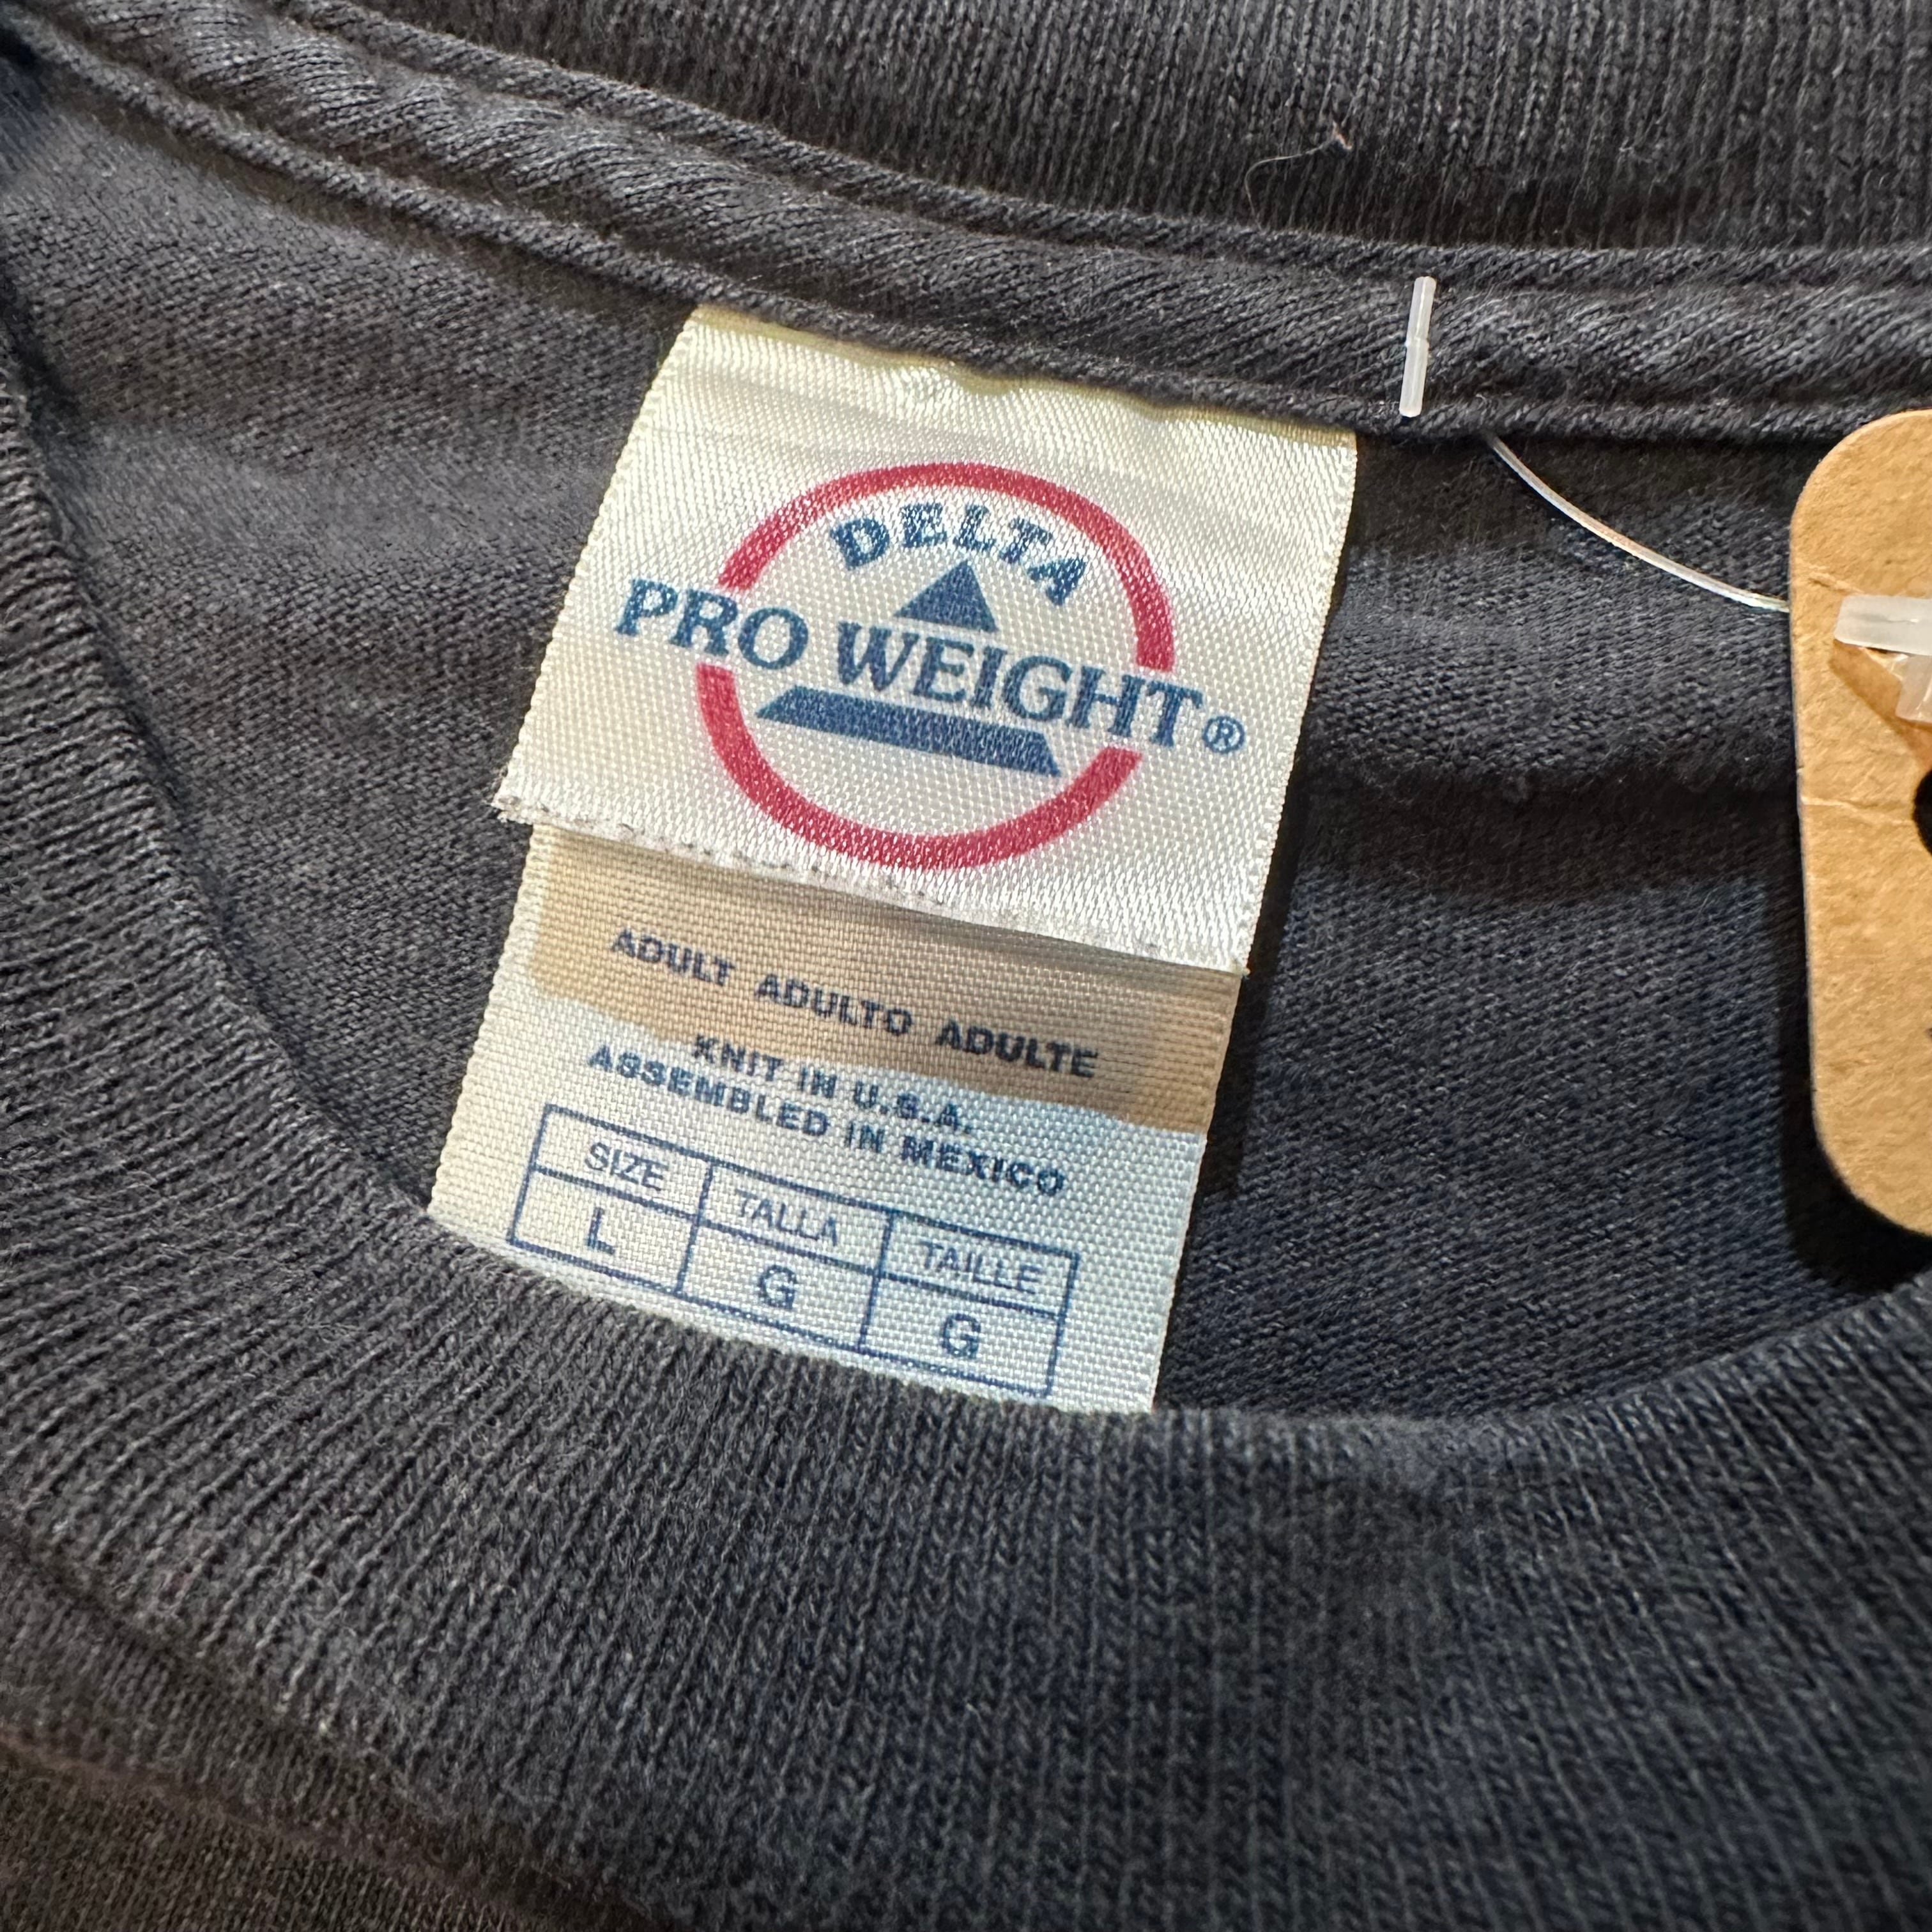 DELTA
PRO WEIGHT®
ADULT ADULTO ADULTE
KNIT IN U.S.A.
ASSEMBLED IN MEXICO
SIZE TALLA TAILLE
L G G